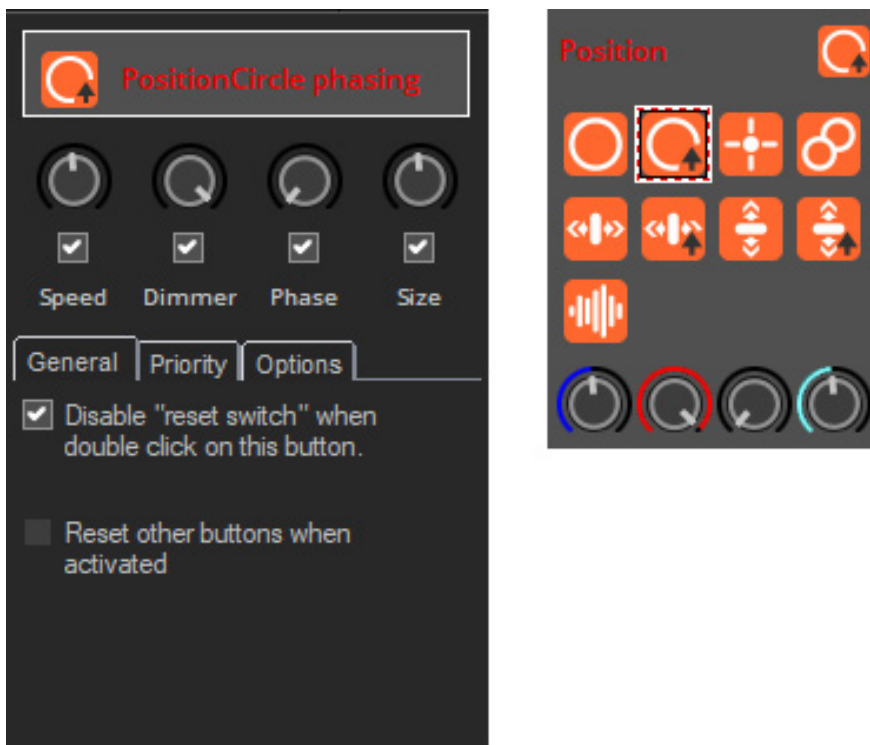 PositionCircle phasing
Speed Dimmer Phase Size
General Priority Options
Disable "reset switch" when
double click on this button.
Reset other buttons when
activated
Position